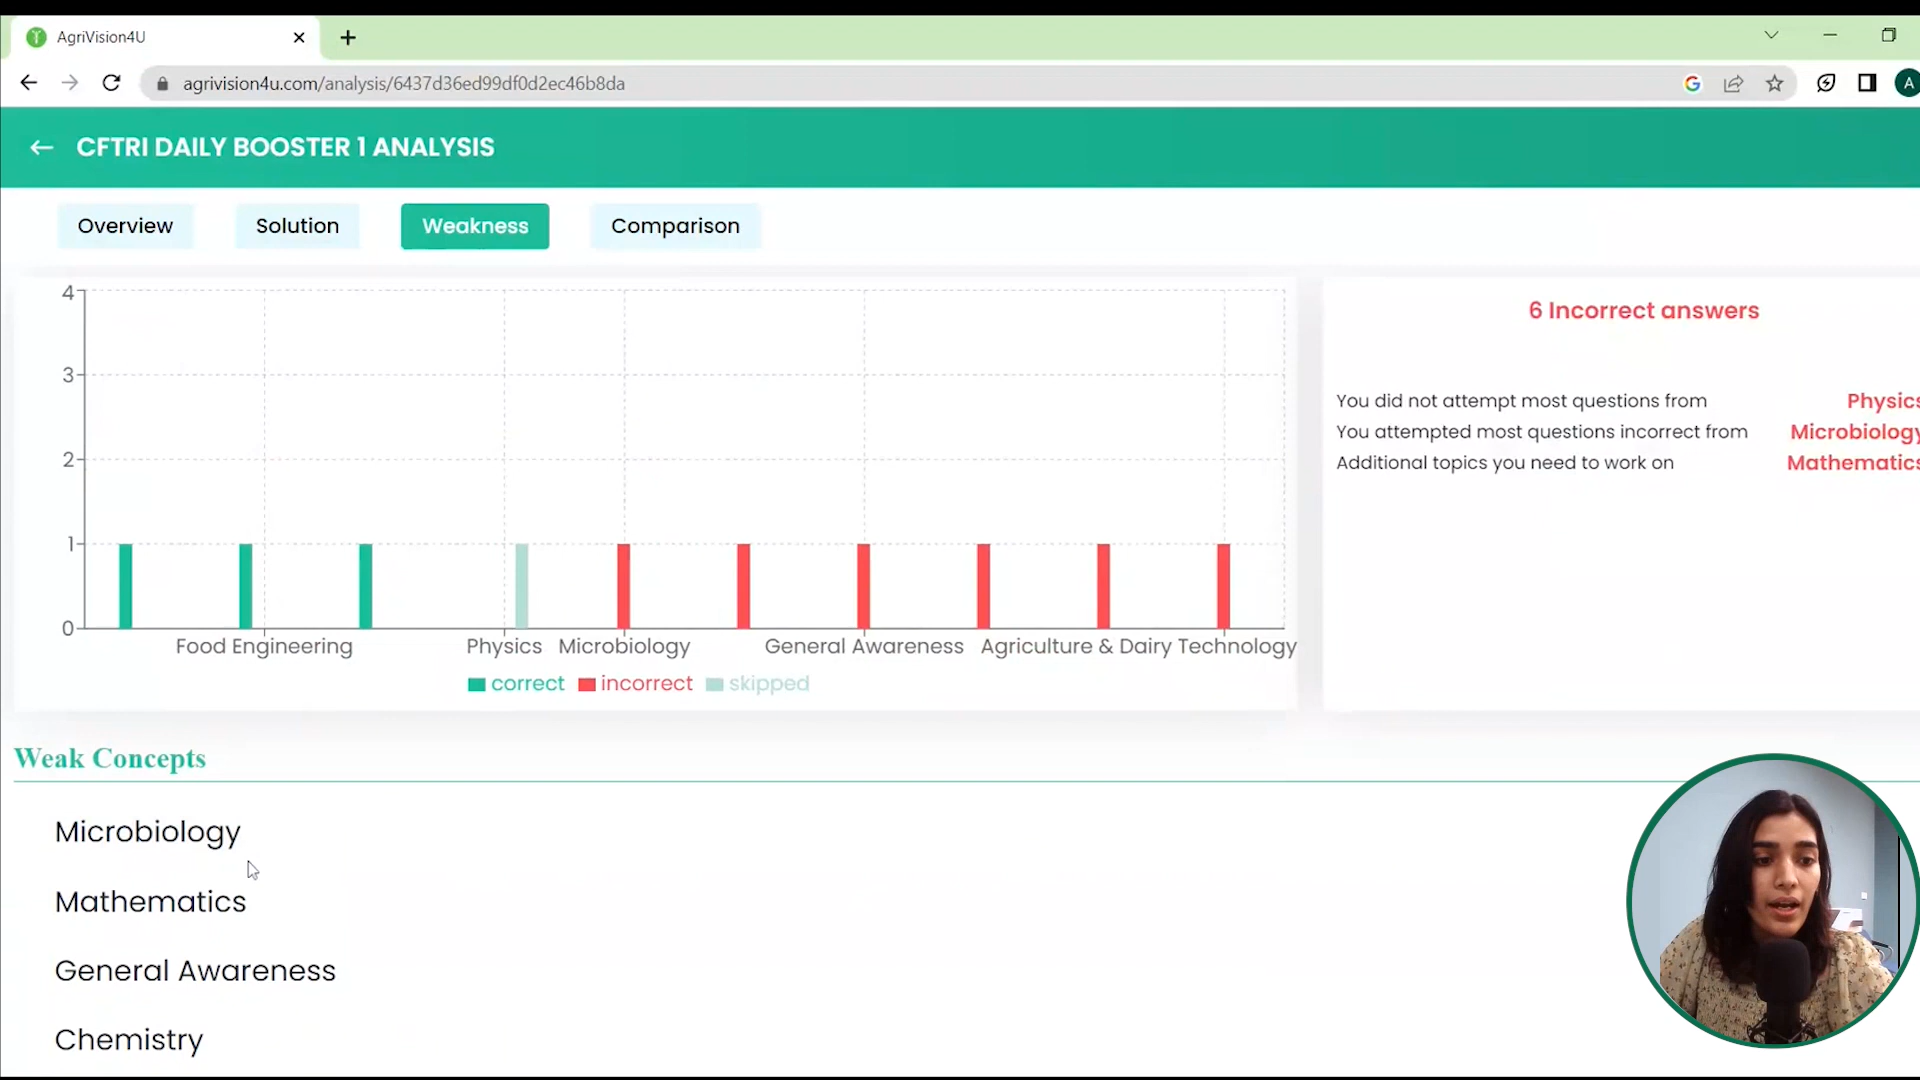 AgriVision4U
agrivision4u.com/analysis/6437d36ed99df0d2ec46b8da
A
CFTRI DAILY BOOSTER 1 ANALYSIS
Overview
Solution
Weakness
Comparison
4
3
2
1
0
Food Engineering
Physics
Microbiology
General Awareness
Agriculture & Dairy Technology
correct
incorrect
skipped
6 Incorrect answers
You did not attempt most questions from Physics
You attempted most questions incorrect from Microbiology
Additional topics you need to work on Mathematics
Weak Concepts
Microbiology
Mathematics
General Awareness
Chemistry